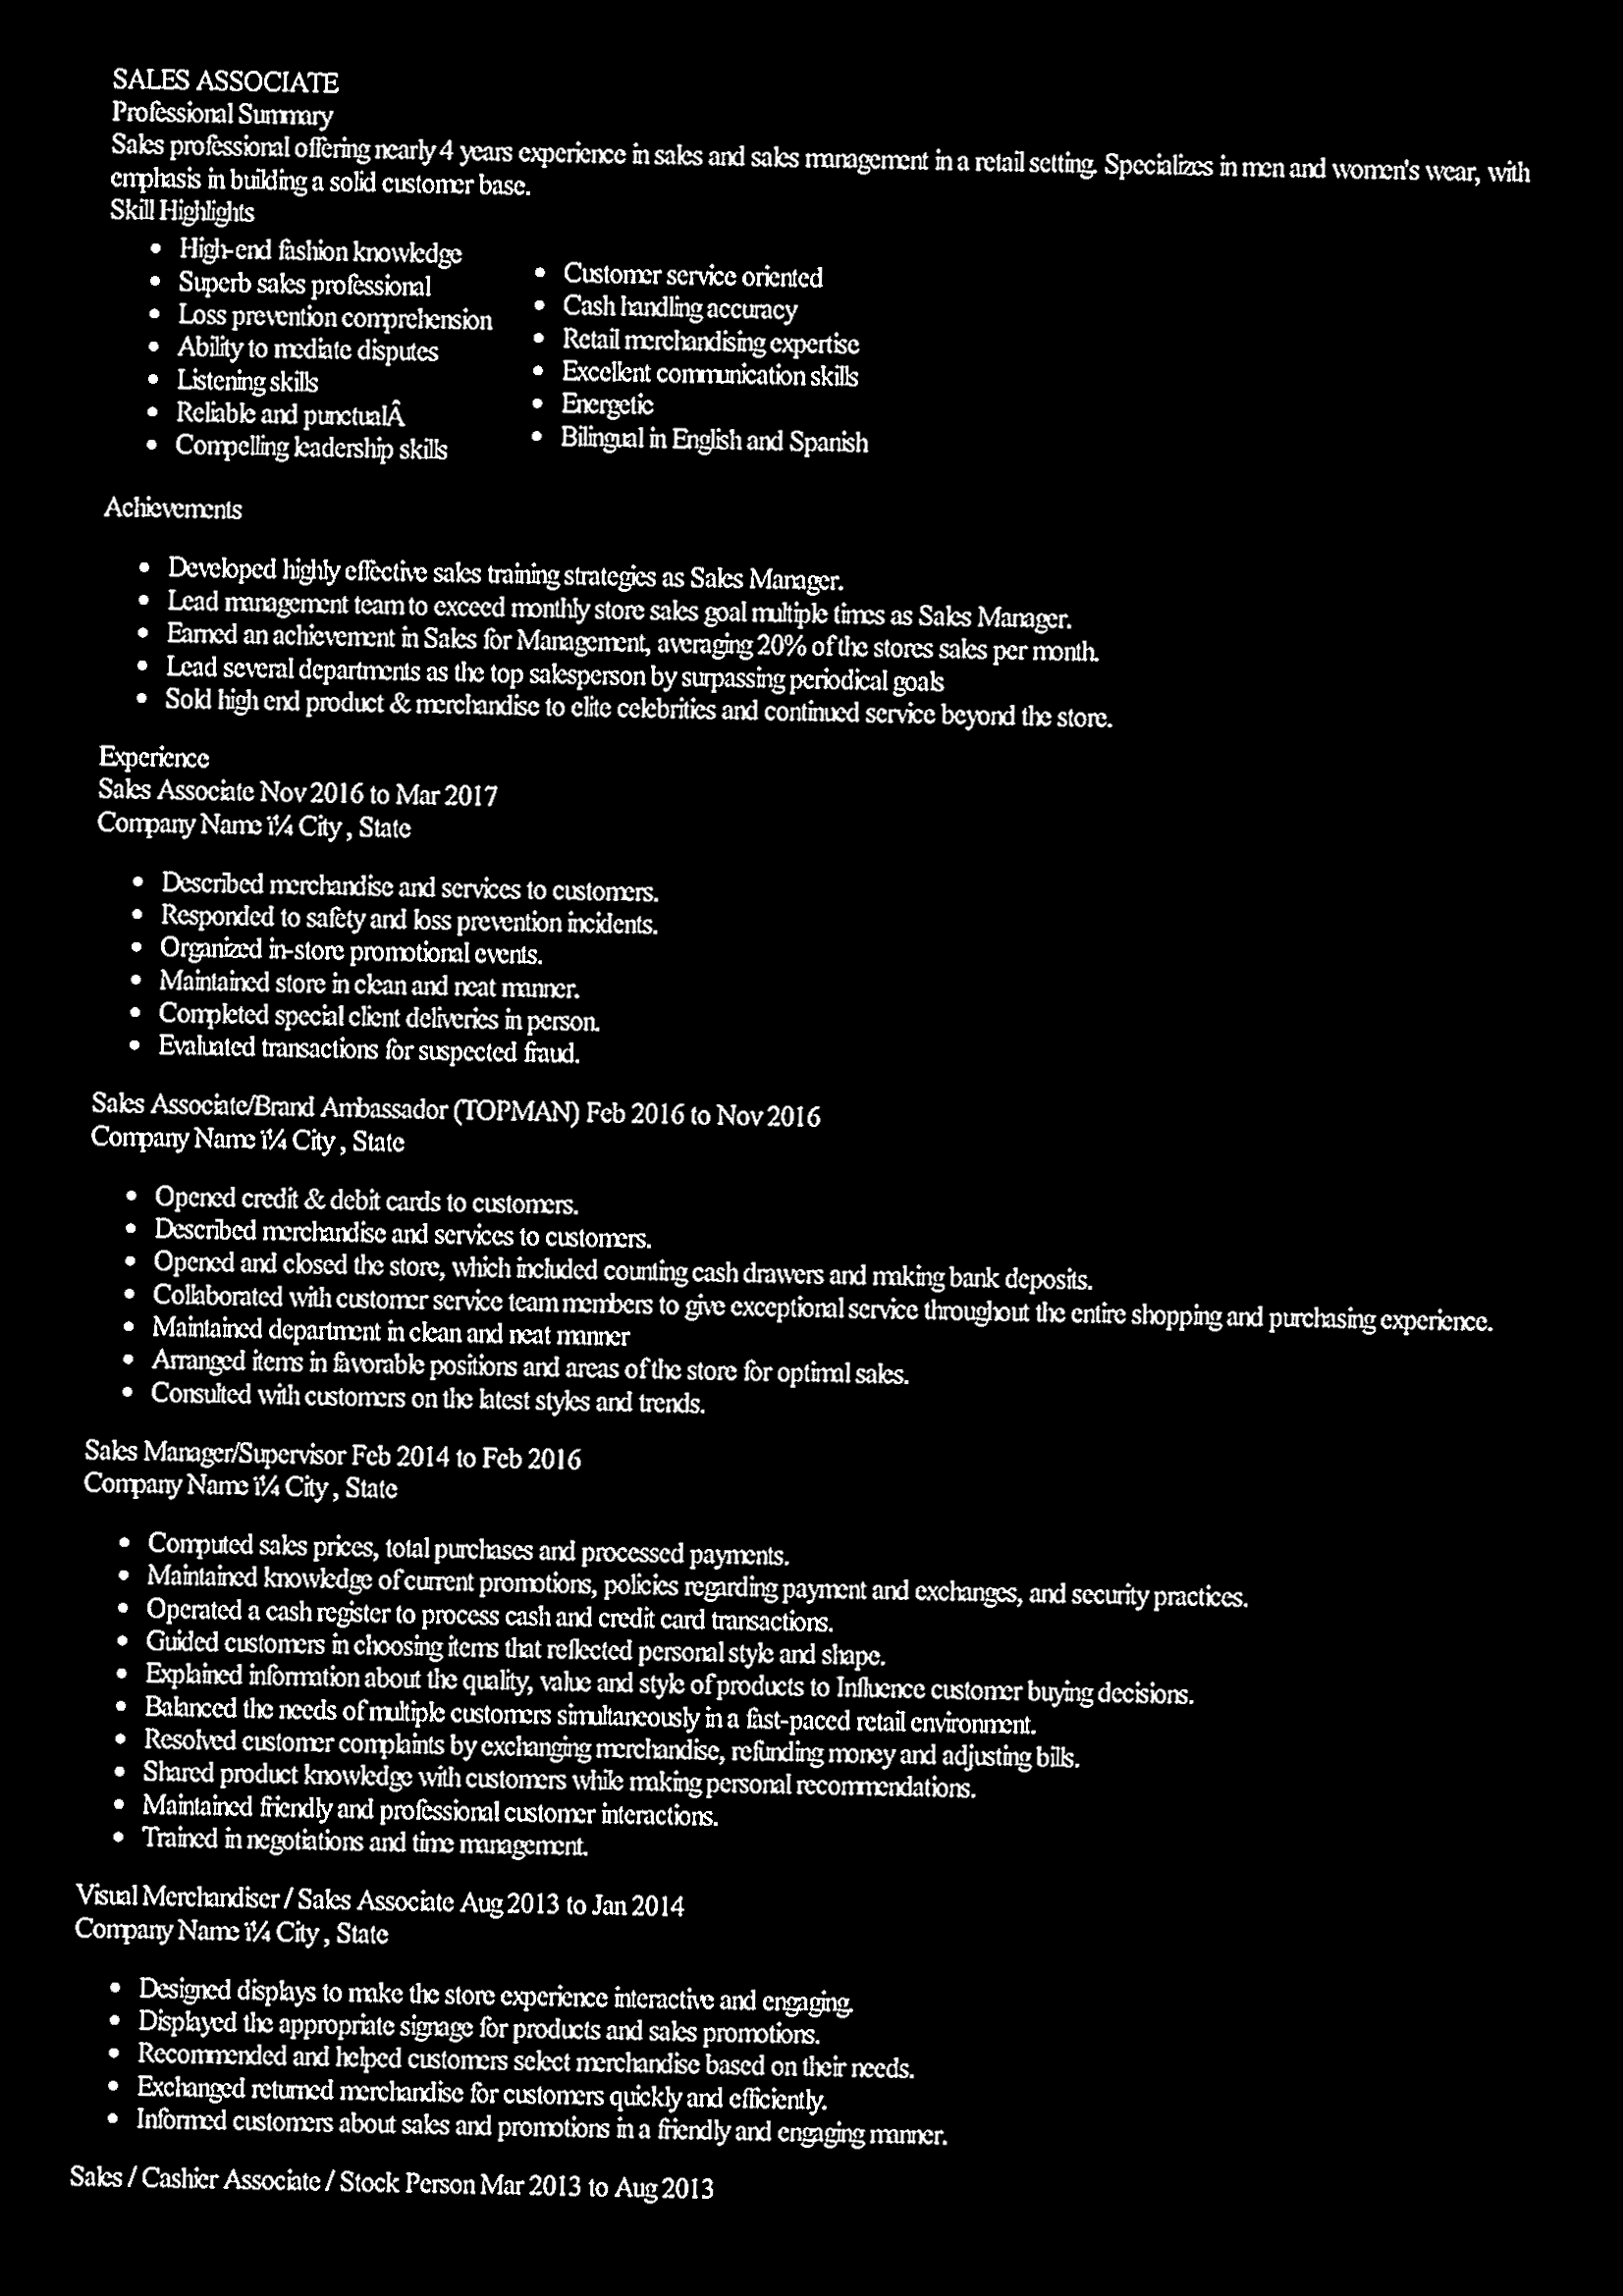 SALES ASSOCIATE
Professional Summary
Sales professional offering nearly 4 years experience in sales and sales management in a retail setting. Specializes in men and women's wear, with
emphasis in building a solid customer base.
Skill Highlights
• High-end fashion knowledge
• Superb sales professional
• Loss prevention comprehension
• Ability to mediate disputes
• Listening skills
• Reliable and punctualÂ
• Compelling leadership skills
• Customer service oriented
• Cash handling accuracy
• Retail merchandising expertise
• Excellent communication skills
• Energetic
• Bilingual in English and Spanish
Achievements
• Developed highly effective sales training strategies as Sales Manager.
• Lead management team to exceed monthly store sales goal multiple times as Sales Manager.
• Earned an achievement in Sales for Management, averaging 20% of the stores sales per month.
• Lead several departments as the top salesperson by surpassing periodical goals
• Sold high end product & merchandise to elite celebrities and continued service beyond the store.
Experience
Sales Associate Nov 2016 to Mar 2017
Company Name ï¼ City , State
• Described merchandise and services to customers.
• Responded to safety and loss prevention incidents.
• Organized in-store promotional events.
• Maintained store in clean and neat manner.
• Completed special client deliveries in person.
• Evaluated transactions for suspected fraud.
Sales Associate/Brand Ambassador (TOPMAN) Feb 2016 to Nov 2016
Company Name ï¼ City , State
• Opened credit & debit cards to customers.
• Described merchandise and services to customers.
• Opened and closed the store, which included counting cash drawers and making bank deposits.
• Collaborated with customer service team members to give exceptional service throughout the entire shopping and purchasing experience.
• Maintained department in clean and neat manner
• Arranged items in favorable positions and areas of the store for optimal sales.
• Consulted with customers on the latest styles and trends.
Sales Manager/Supervisor Feb 2014 to Feb 2016
Company Name ï¼ City , State
• Computed sales prices, total purchases and processed payments.
• Maintained knowledge of current promotions, policies regarding payment and exchanges, and security practices.
• Operated a cash register to process cash and credit card transactions.
• Guided customers in choosing items that reflected personal style and shape.
• Explained information about the quality, value and style of products to Influence customer buying decisions.
• Balanced the needs of multiple customers simultaneously in a fast-paced retail environment.
• Resolved customer complaints by exchanging merchandise, refunding money and adjusting bills.
• Shared product knowledge with customers while making personal recommendations.
• Maintained friendly and professional customer interactions.
• Trained in negotiations and time management.
Visual Merchandiser / Sales Associate Aug 2013 to Jan 2014
Company Name ï¼ City , State
• Designed displays to make the store experience interactive and engaging.
• Displayed the appropriate signage for products and sales promotions.
• Recommended and helped customers select merchandise based on their needs.
• Exchanged returned merchandise for customers quickly and efficiently.
• Informed customers about sales and promotions in a friendly and engaging manner.
Sales / Cashier Associate / Stock Person Mar 2013 to Aug 2013